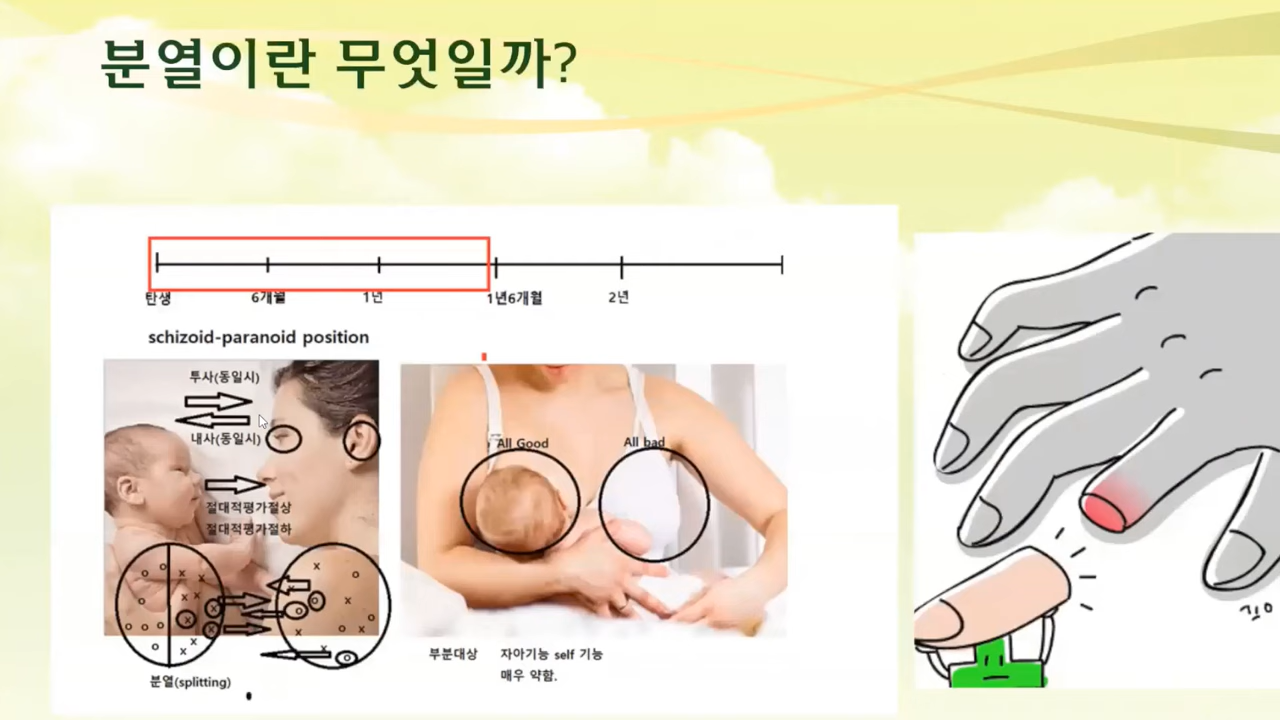 분열이란 무엇일까?
탄생 6개월 1년 1년6개월 2년
schizoid-paranoid position
투사(동일시)
내사(동일시)
절대적평가절상
절대적평가절하
분열(splitting)
All Good All bad
부분대상 자아기능 self 기능
매우 약함.